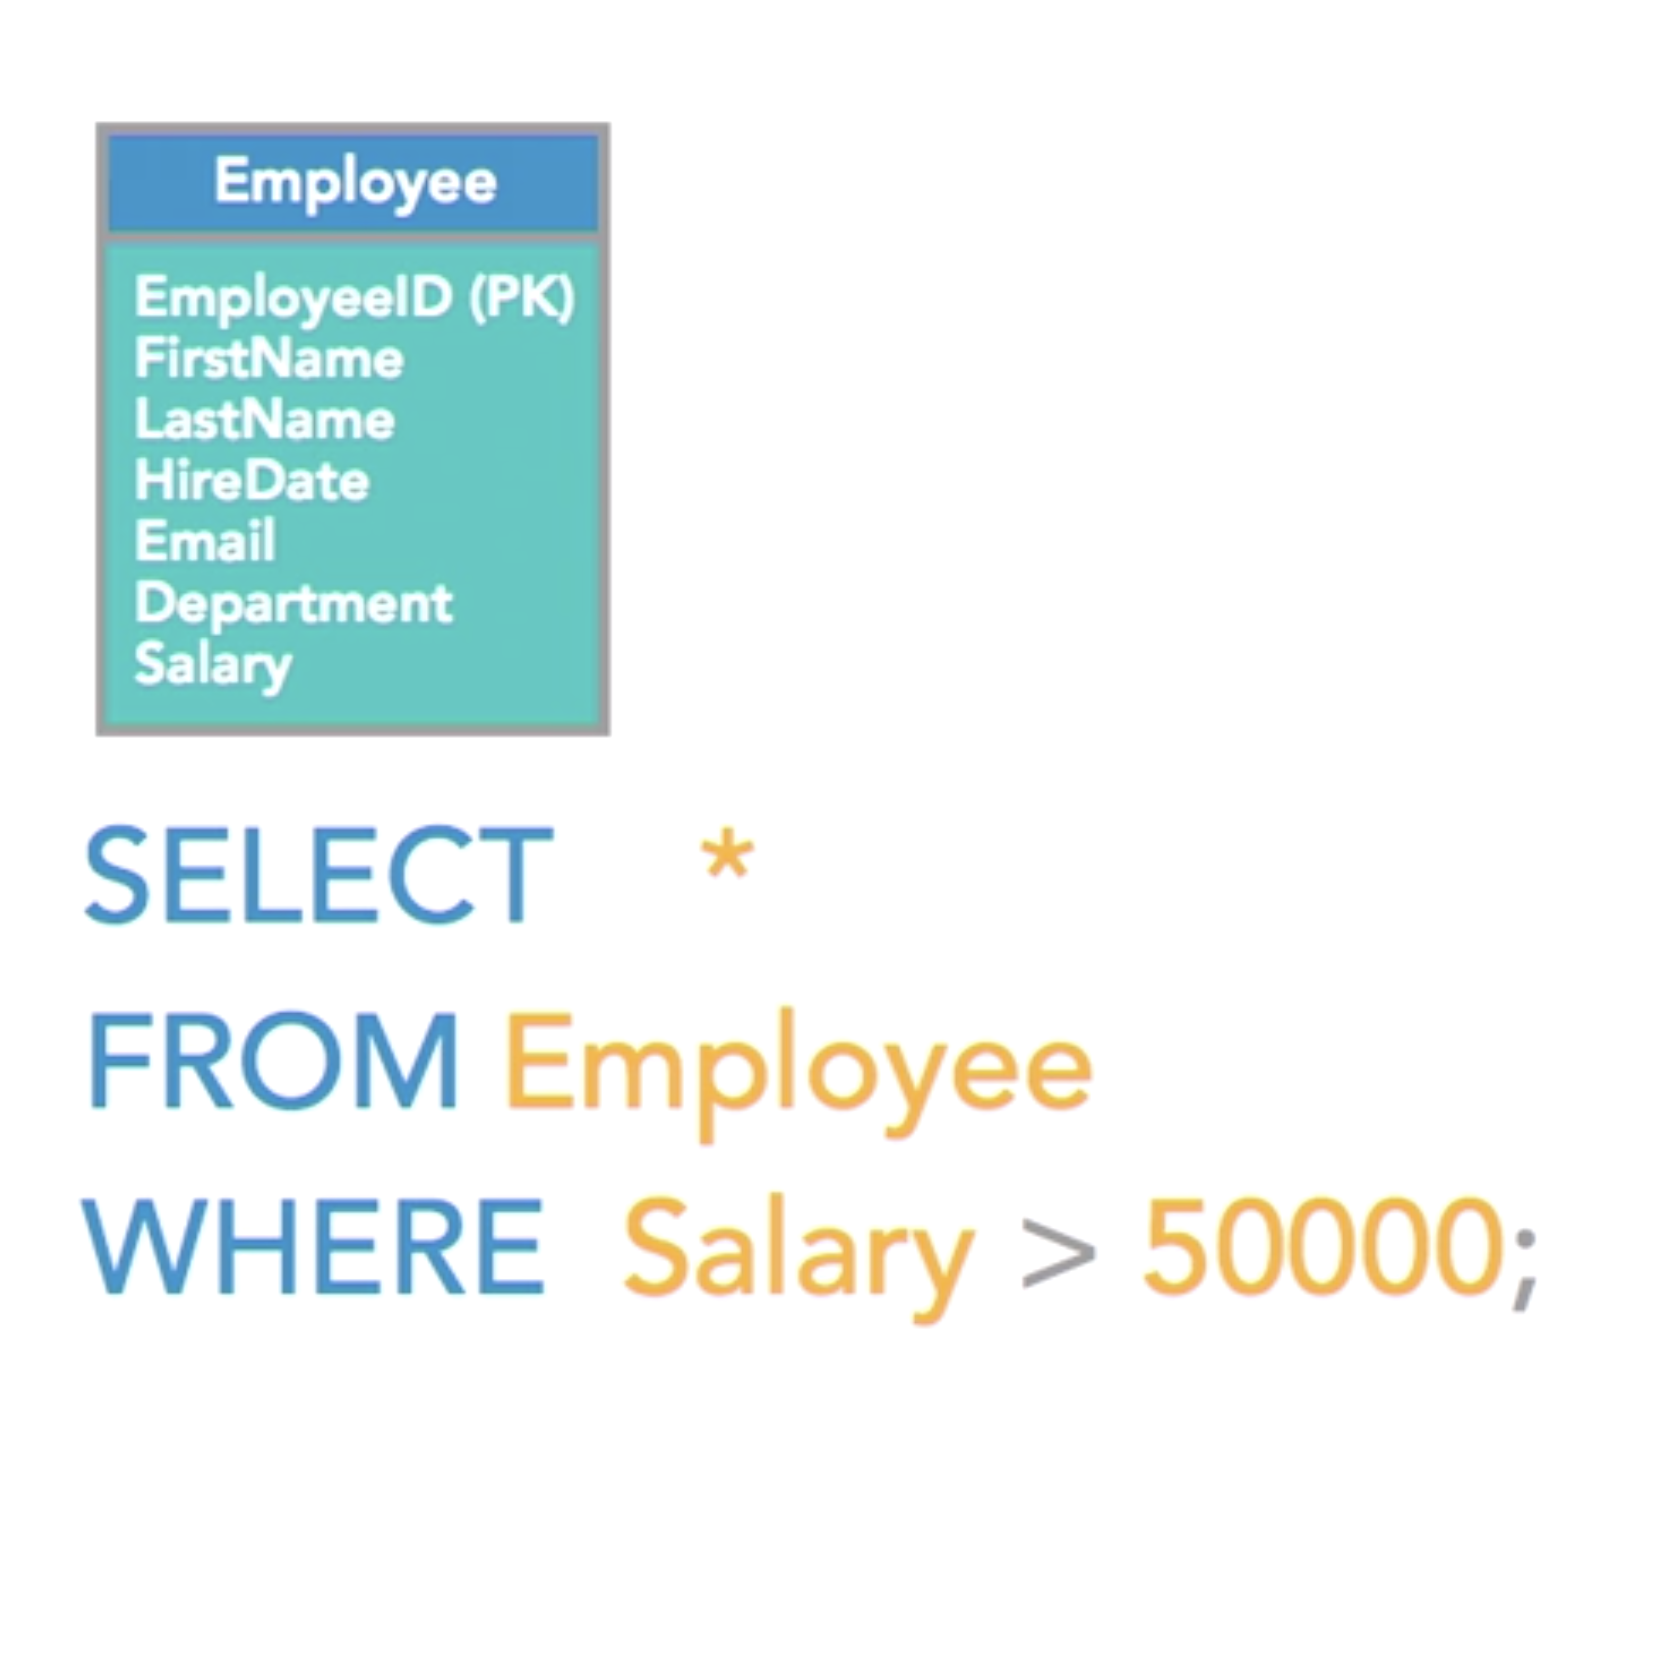 Employee
EmployeeID (PK)
FirstName
LastName
HireDate
Email
Department
Salary
SELECT *
FROM Employee
WHERE Salary > 50000;